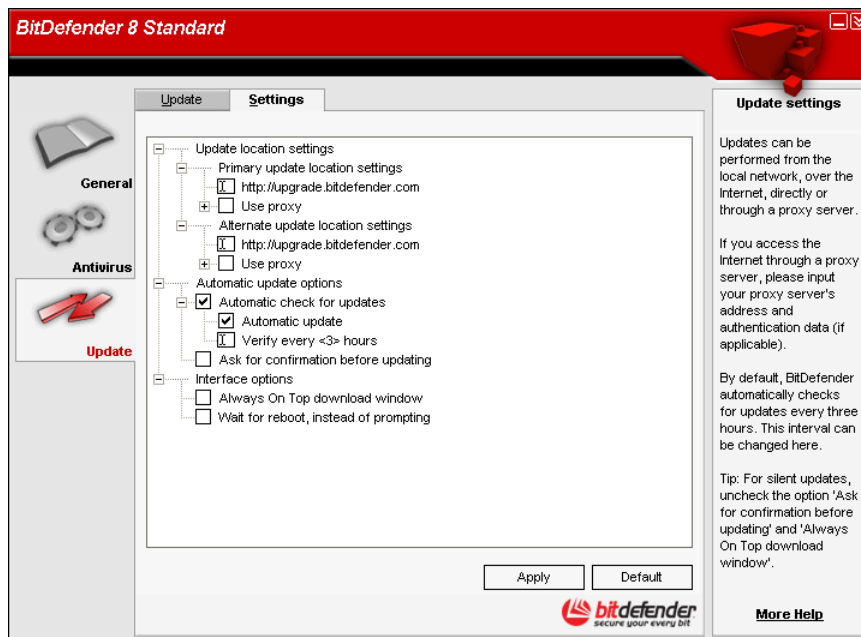 BitDefender 8 Standard
General
Antivirus
Update
Update
Settings
Update location settings
Primary update location settings
http://upgrade.bitdefender.com
Use proxy
Alternate update location settings
http://upgrade.bitdefender.com
Use proxy
Automatic update options
Automatic check for updates
Automatic update
Verify every <3> hours
Ask for confirmation before updating
Interface options
Always On Top download window
Wait for reboot, instead of prompting
Apply
Default
bitdefender
secure your every bit
Update settings
Updates can be
performed from the
local network, over the
Internet, directly or
through a proxy server.
If you access the
Internet through a proxy
server, please input
your proxy server's
address and
authentication data (if
applicable).
By default, BitDefender
automatically checks
for updates every three
hours. This interval can
be changed here.
Tip: For silent updates,
uncheck the option 'Ask
for confirmation before
updating' and 'Always
On Top download
window'.
More Help